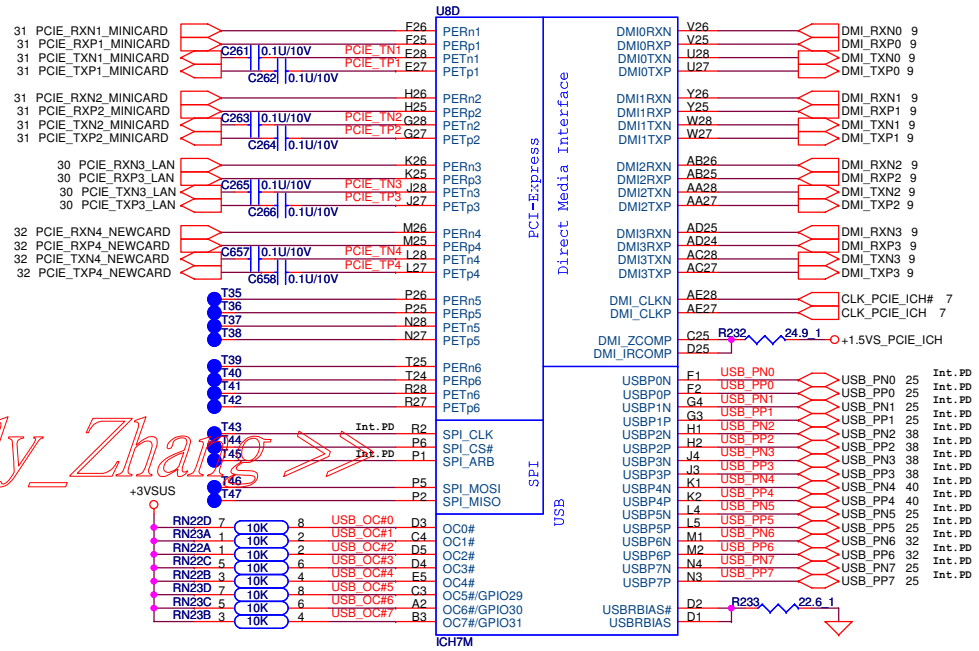 U8D
31 PCIE_RXN1_MINICARD F26 PERn1 DMI0RXN V26 DMI_RXN0 9
31 PCIE_RXP1_MINICARD F25 PERp1 DMI0RXP V25 DMI_RXP0 9
31 PCIE_TXN1_MINICARD C261 0.1U/10V PCIE_TN1 E28 PETn1 DMI0TXN U28 DMI_TXN0 9
31 PCIE_TXP1_MINICARD C262 0.1U/10V PCIE_TP1 E27 PETp1 DMI0TXP U27 DMI_TXP0 9
31 PCIE_RXN2_MINICARD H26 PERn2 DMI1RXN Y26 DMI_RXN1 9
31 PCIE_RXP2_MINICARD H25 PERp2 DMI1RXP Y25 DMI_RXP1 9
31 PCIE_TXN2_MINICARD C263 0.1U/10V PCIE_TN2 G28 PETn2 DMI1TXN W28 DMI_TXN1 9
31 PCIE_TXP2_MINICARD C264 0.1U/10V PCIE_TP2 G27 PETp2 DMI1TXP W27 DMI_TXP1 9
30 PCIE_RXN3_LAN K26 PERn3 DMI2RXN AB26 DMI_RXN2 9
30 PCIE_RXP3_LAN K25 PERp3 DMI2RXP AB25 DMI_RXP2 9
30 PCIE_TXN3_LAN C265 0.1U/10V PCIE_TN3 J28 PETn3 DMI2TXN AA28 DMI_TXN2 9
30 PCIE_TXP3_LAN C266 0.1U/10V PCIE_TP3 J27 PETp3 DMI2TXP AA27 DMI_TXP2 9
32 PCIE_RXN4_NEWCARD M26 PERn4 DMI3RXN AD25 DMI_RXN3 9
32 PCIE_RXP4_NEWCARD M25 PERp4 DMI3RXP AD24 DMI_RXP3 9
32 PCIE_TXN4_NEWCARD C657 0.1U/10V PCIE_TN4 L28 PETn4 DMI3TXN AC28 DMI_TXN3 9
32 PCIE_TXP4_NEWCARD C658 0.1U/10V PCIE_TP4 L27 PETp4 DMI3TXP AC27 DMI_TXP3 9
PCI-Express
Direct Media Interface
T35 P26 PERn5 DMI_CLKN AE28 CLK_PCIE_ICH# 7
T36 P25 PERp5 DMI_CLKP AE27 CLK_PCIE_ICH 7
T37 N28 PETn5
T38 N27 PETp5 DMI_ZCOMP C25 R232 24.9_1 +1.5VS_PCIE_ICH
DMI_IRCOMP D25
T39 T25 PERn6
T40 T24 PERp6 USBP0N F1 USB_PN0 USB_PN0 25 Int.PD
T41 R28 PETn6 USBP0P F2 USB_PP0 USB_PP0 25 Int.PD
T42 R27 PETp6 USBP1N G4 USB_PN1 USB_PN1 25 Int.PD
USBP1P G3 USB_PP1 USB_PP1 25 Int.PD
T43 Int.PD R2 SPI_CLK USBP2N H1 USB_PN2 USB_PN2 38 Int.PD
T44 P6 SPI_CS# USBP2P H2 USB_PP2 USB_PP2 38 Int.PD
T45 Int.PD P1 SPI_ARB USBP3N J4 USB_PN3 USB_PN3 38 Int.PD
USBP3P J3 USB_PP3 USB_PP3 38 Int.PD
T46 P5 SPI_MOSI USBP4N K1 USB_PN4 USB_PN4 40 Int.PD
T47 P2 SPI_MISO USBP4P K2 USB_PP4 USB_PP4 40 Int.PD
SPI
USB
y_Zhang >>
+3VSUS
USBP5N L4 USB_PN5 USB_PN5 25 Int.PD
RN22D 7 10K 8 USB_OC#0 D3 OC0# USBP5P L5 USB_PP5 USB_PP5 25 Int.PD
RN23A 1 10K 2 USB_OC#1 C4 OC1# USBP6N M1 USB_PN6 USB_PN6 32 Int.PD
RN22A 1 10K 2 USB_OC#2 D5 OC2# USBP6P M2 USB_PP6 USB_PP6 32 Int.PD
RN22C 5 10K 6 USB_OC#3 D4 OC3# USBP7N N4 USB_PN7 USB_PN7 25 Int.PD
RN22B 3 10K 4 USB_OC#4 E5 OC4# USBP7P N3 USB_PP7 USB_PP7 25 Int.PD
RN23D 7 10K 8 USB_OC#5 C3 OC5#/GPIO29
RN23C 5 10K 6 USB_OC#6 A2 OC6#/GPIO30 USBRBIAS# D2 R233 22.6_1
RN23B 3 10K 4 USB_OC#7 B3 OC7#/GPIO31 USBRBIAS D1
ICH7M